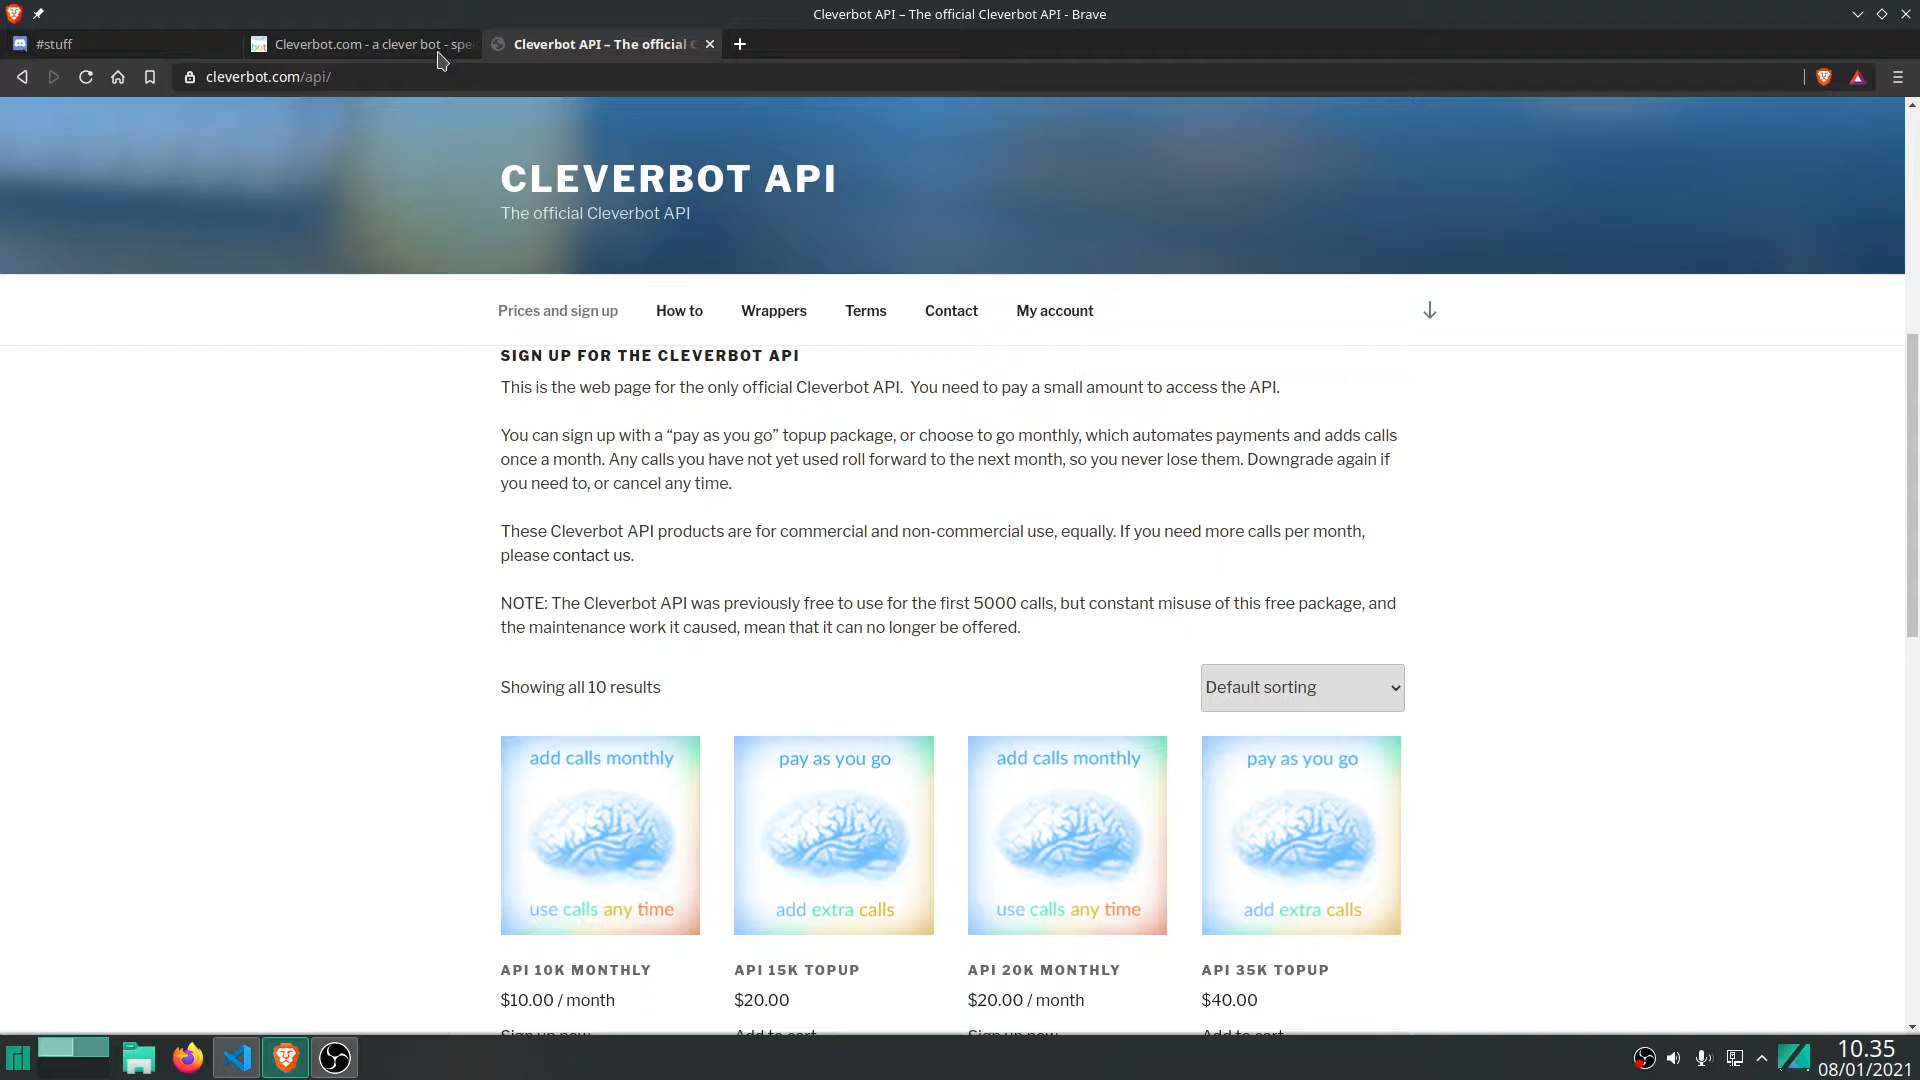 Cleverbot API – The official Cleverbot API - Brave
#stuff
Cleverbot.com - a clever bot - spe
Cleverbot API – The official
cleverbot.com/api/
CLEVERBOT API
The official Cleverbot API
Prices and sign up
How to
Wrappers
Terms
Contact
My account
SIGN UP FOR THE CLEVERBOT API
This is the web page for the only official Cleverbot API.  You need to pay a small amount to access the API.
You can sign up with a “pay as you go” topup package, or choose to go monthly, which automates payments and adds calls
once a month. Any calls you have not yet used roll forward to the next month, so you never lose them. Downgrade again if
you need to, or cancel any time.
These Cleverbot API products are for commercial and non-commercial use, equally. If you need more calls per month,
please contact us.
NOTE: The Cleverbot API was previously free to use for the first 5000 calls, but constant misuse of this free package, and
the maintenance work it caused, mean that it can no longer be offered.
Showing all 10 results
Default sorting
add calls monthly
use calls any time
API 10K MONTHLY
$10.00 / month
Sign up now
pay as you go
add extra calls
API 15K TOPUP
$20.00
Add to cart
add calls monthly
use calls any time
API 20K MONTHLY
$20.00 / month
Sign up now
pay as you go
add extra calls
API 35K TOPUP
$40.00
Add to cart
10.35
08/01/2021